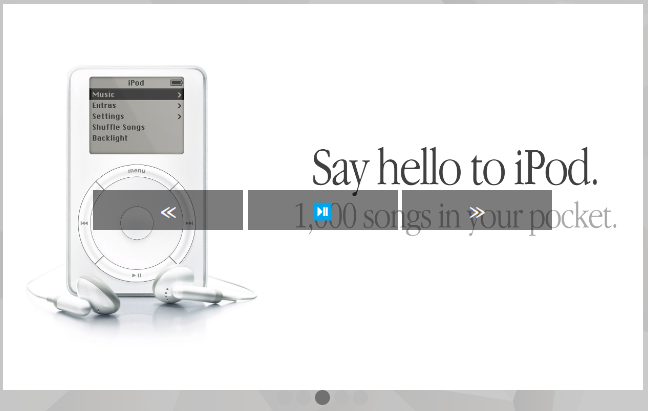 iPod
Music
Extras
Settings
Shuffle Songs
Backlight
menu
Say hello to iPod.
1,000 songs in your pocket.